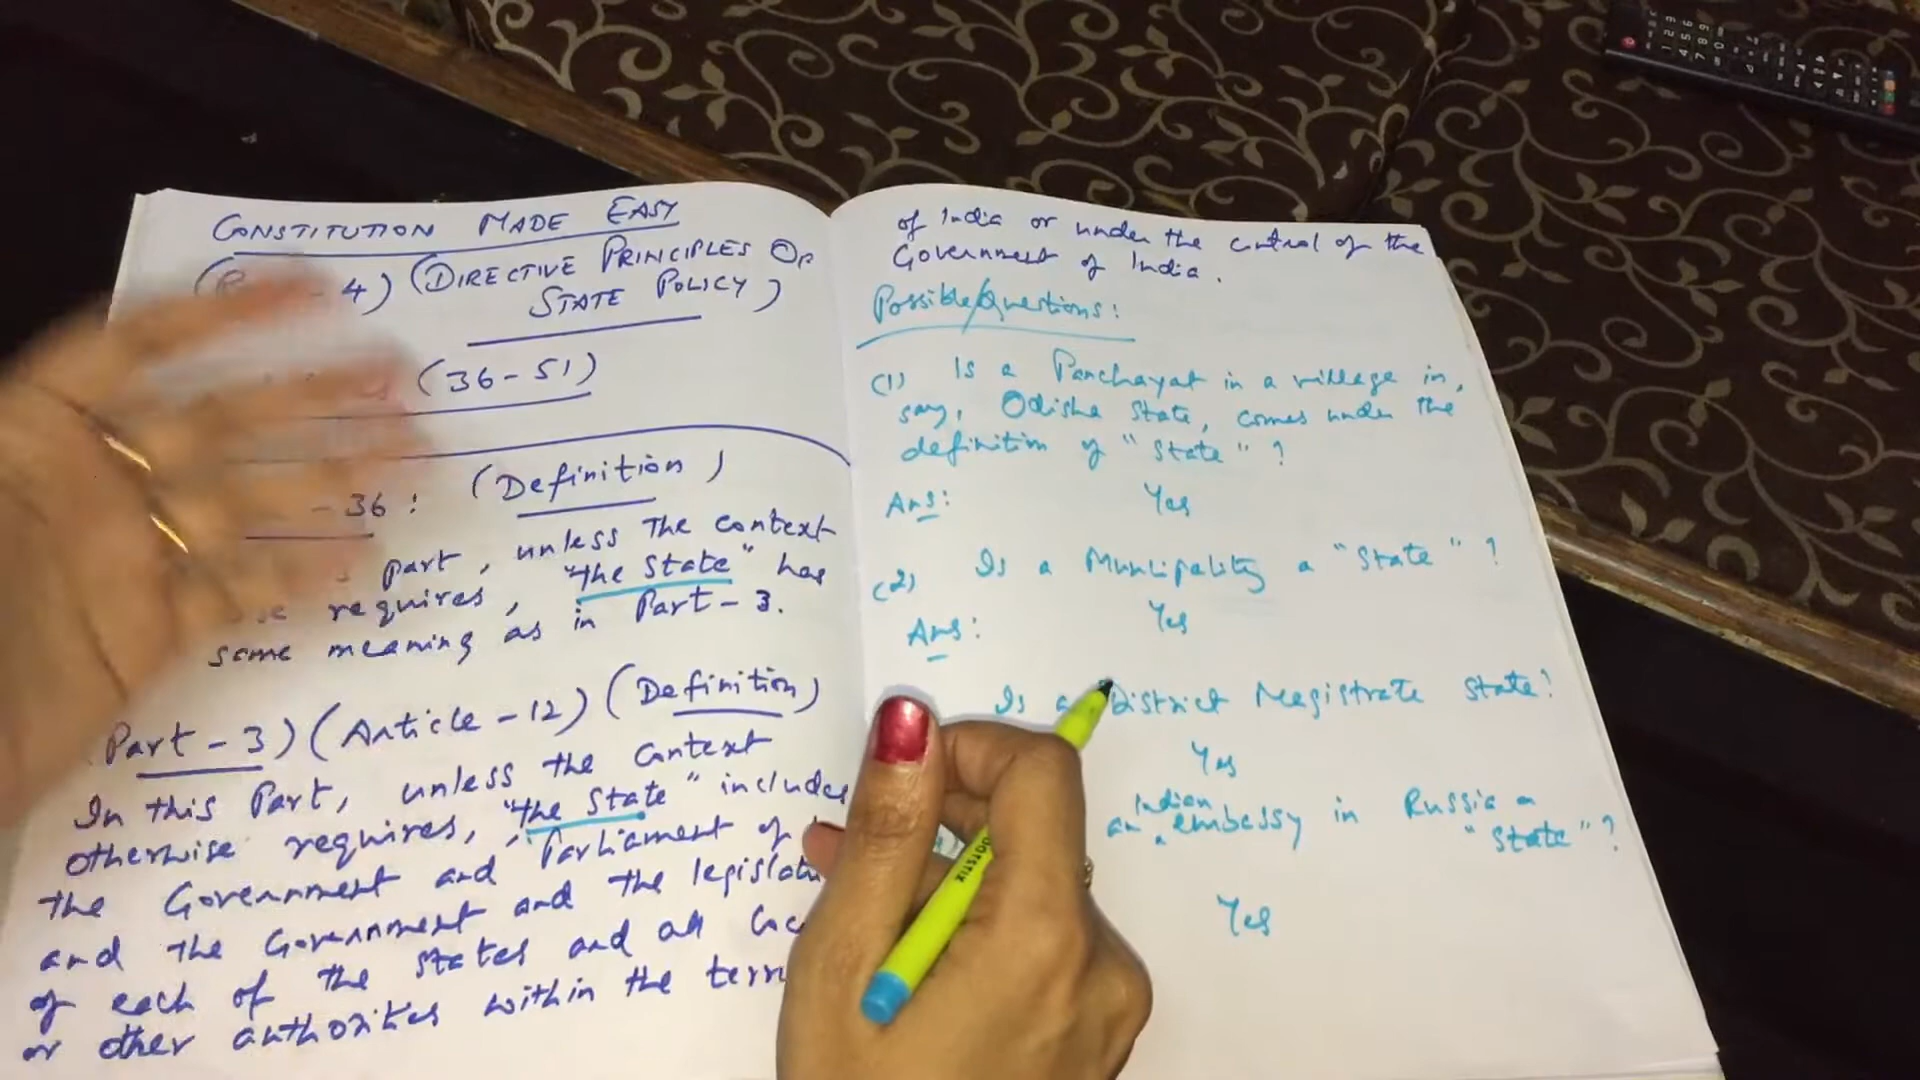 CONSTITUTION MADE EASY
4) (DIRECTIVE PRINCIPLES OF
STATE POLICY)
(36-51)
-36: (Definition)
part, unless the context
requires, "the State" has
same meaning as in Part-3.
Part-3) (Article-12) (Definition)
In this Part, unless the context
otherwise requires, "the State" includes
the Government and Parliament of
and the Government and the
of each of the states and all
or other authorities within the
of India or under the control of the
Government of India.
Possible Questions:
(1) Is a Panchayat in a village in,
say, Odisha State, comes under the
definition of "State"?
Ans: Yes
(2) Is a Municipality a "State"?
Ans: Yes
Is a District Magistrate State?
Yes
an Indian embassy in Russia a
"State"?
Yes